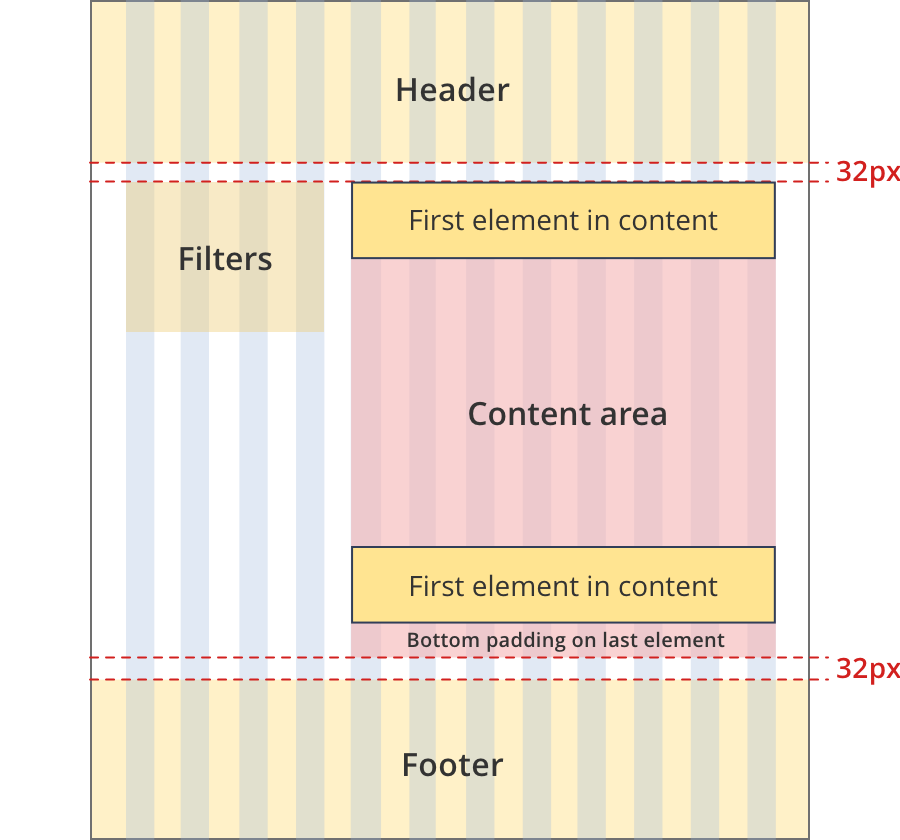 Header
32px
First element in content
Filters
Content area
First element in content
Bottom padding on last element
32px
Footer